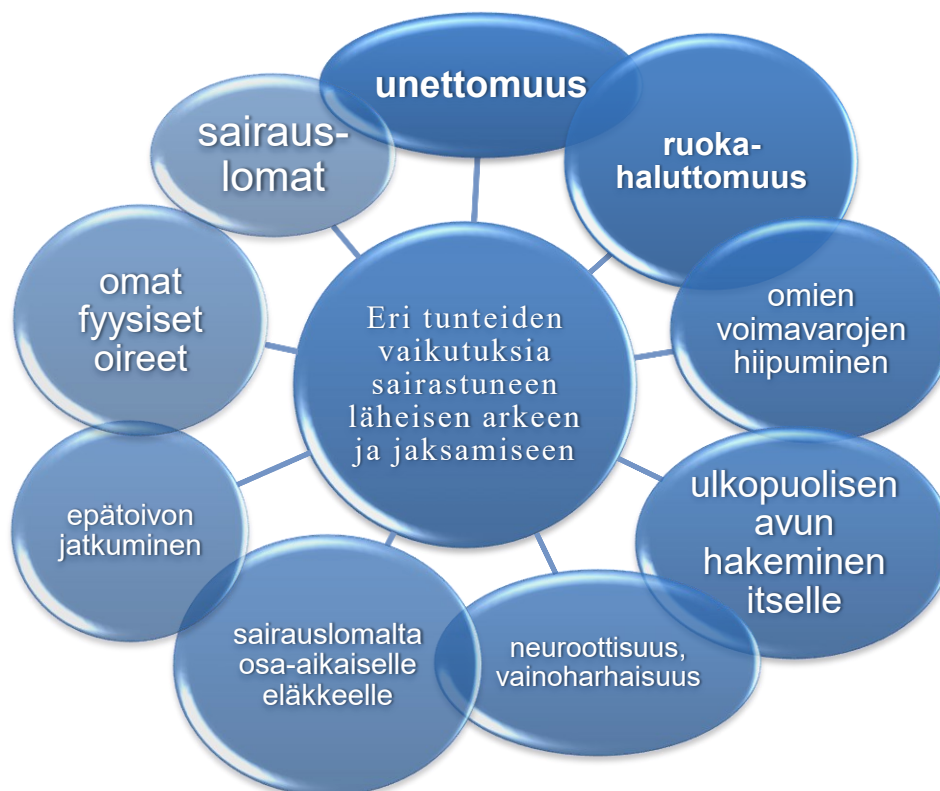 unettomuus
ruoka-
haluttomuus
omien
voimavarojen
hiipuminen
ulkopuolisen
avun
hakeminen
itselle
neuroottisuus,
vainoharhaisuus
sairauslomalta
osa-aikaiselle
eläkkeelle
epätoivon
jatkuminen
omat
fyysiset
oireet
sairaus-
lomat
Eri tunteiden
vaikutuksia
sairastuneen
läheisen arkeen
ja jaksamiseen